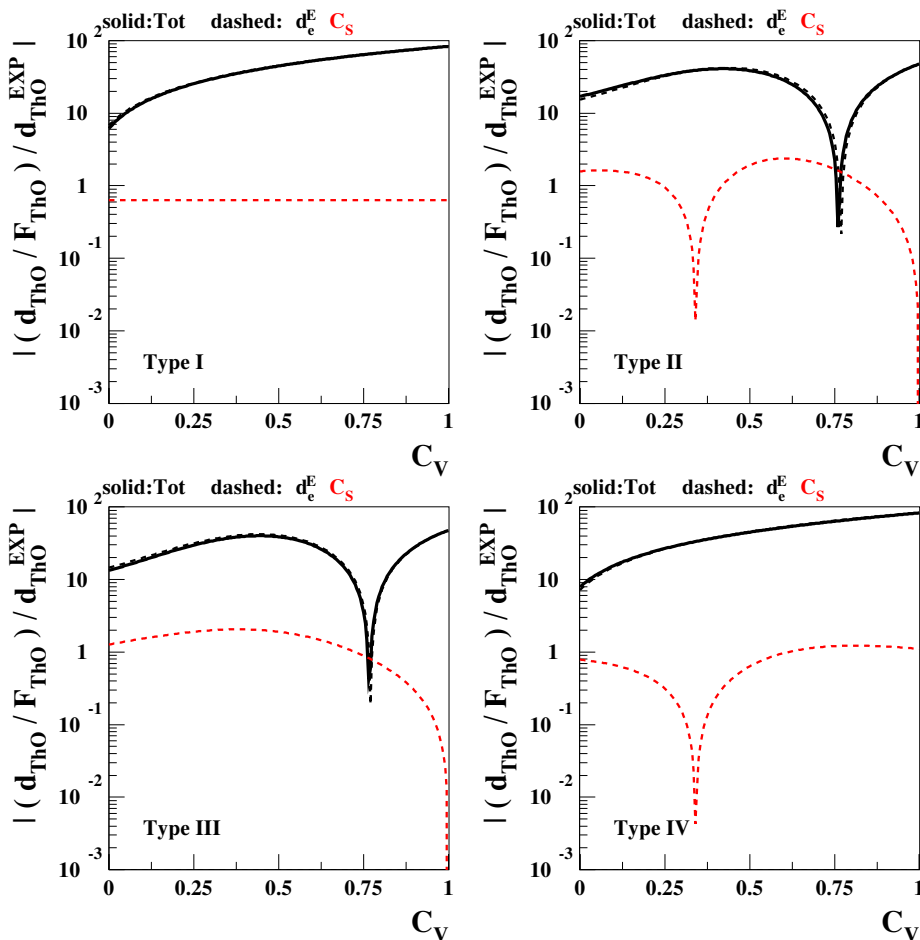 solid:Tot dashed: d_e^E C_S
| ( d_ThO / F_ThO ) / d_ThO^EXP |
10^2
10
1
10^-1
10^-2
10^-3
Type I
0 0.25 0.5 0.75 1
C_V
solid:Tot dashed: d_e^E C_S
| ( d_ThO / F_ThO ) / d_ThO^EXP |
10^2
10
1
10^-1
10^-2
10^-3
Type II
0 0.25 0.5 0.75 1
C_V
solid:Tot dashed: d_e^E C_S
| ( d_ThO / F_ThO ) / d_ThO^EXP |
10^2
10
1
10^-1
10^-2
10^-3
Type III
0 0.25 0.5 0.75 1
C_V
solid:Tot dashed: d_e^E C_S
| ( d_ThO / F_ThO ) / d_ThO^EXP |
10^2
10
1
10^-1
10^-2
10^-3
Type IV
0 0.25 0.5 0.75 1
C_V